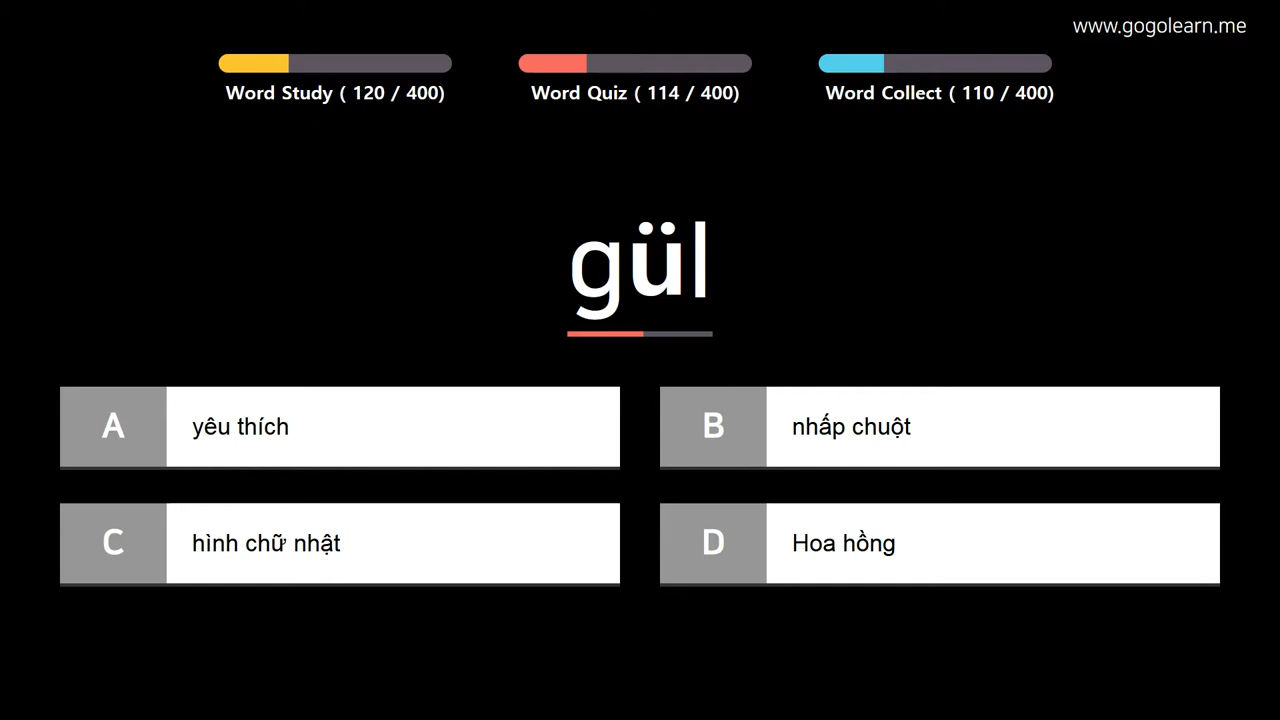 www.gogolearn.me
Word Study ( 120 / 400)
Word Quiz ( 114 / 400)
Word Collect ( 110 / 400)
gül
A
yêu thích
B
nhấp chuột
C
hình chữ nhật
D
Hoa hồng